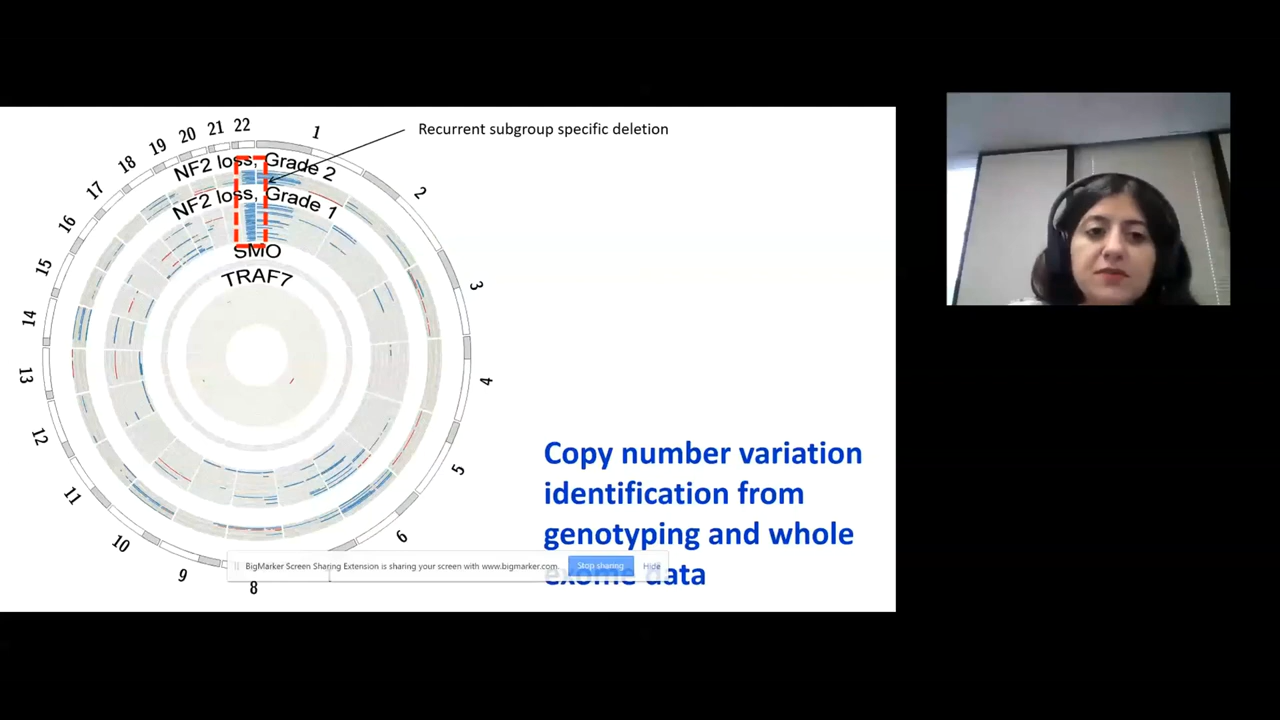 Recurrent subgroup specific deletion
22
1
21
20
19
18
17
16
15
14
13
12
11
10
9
8
6
5
4
3
2
NF2 loss, Grade 2
NF2 loss, Grade 1
SMO
TRAF7
Copy number variation
identification from
genotyping and whole
exome data
BigMarker Screen Sharing Extension is sharing your screen with www.bigmarker.com.
Stop sharing
Hide